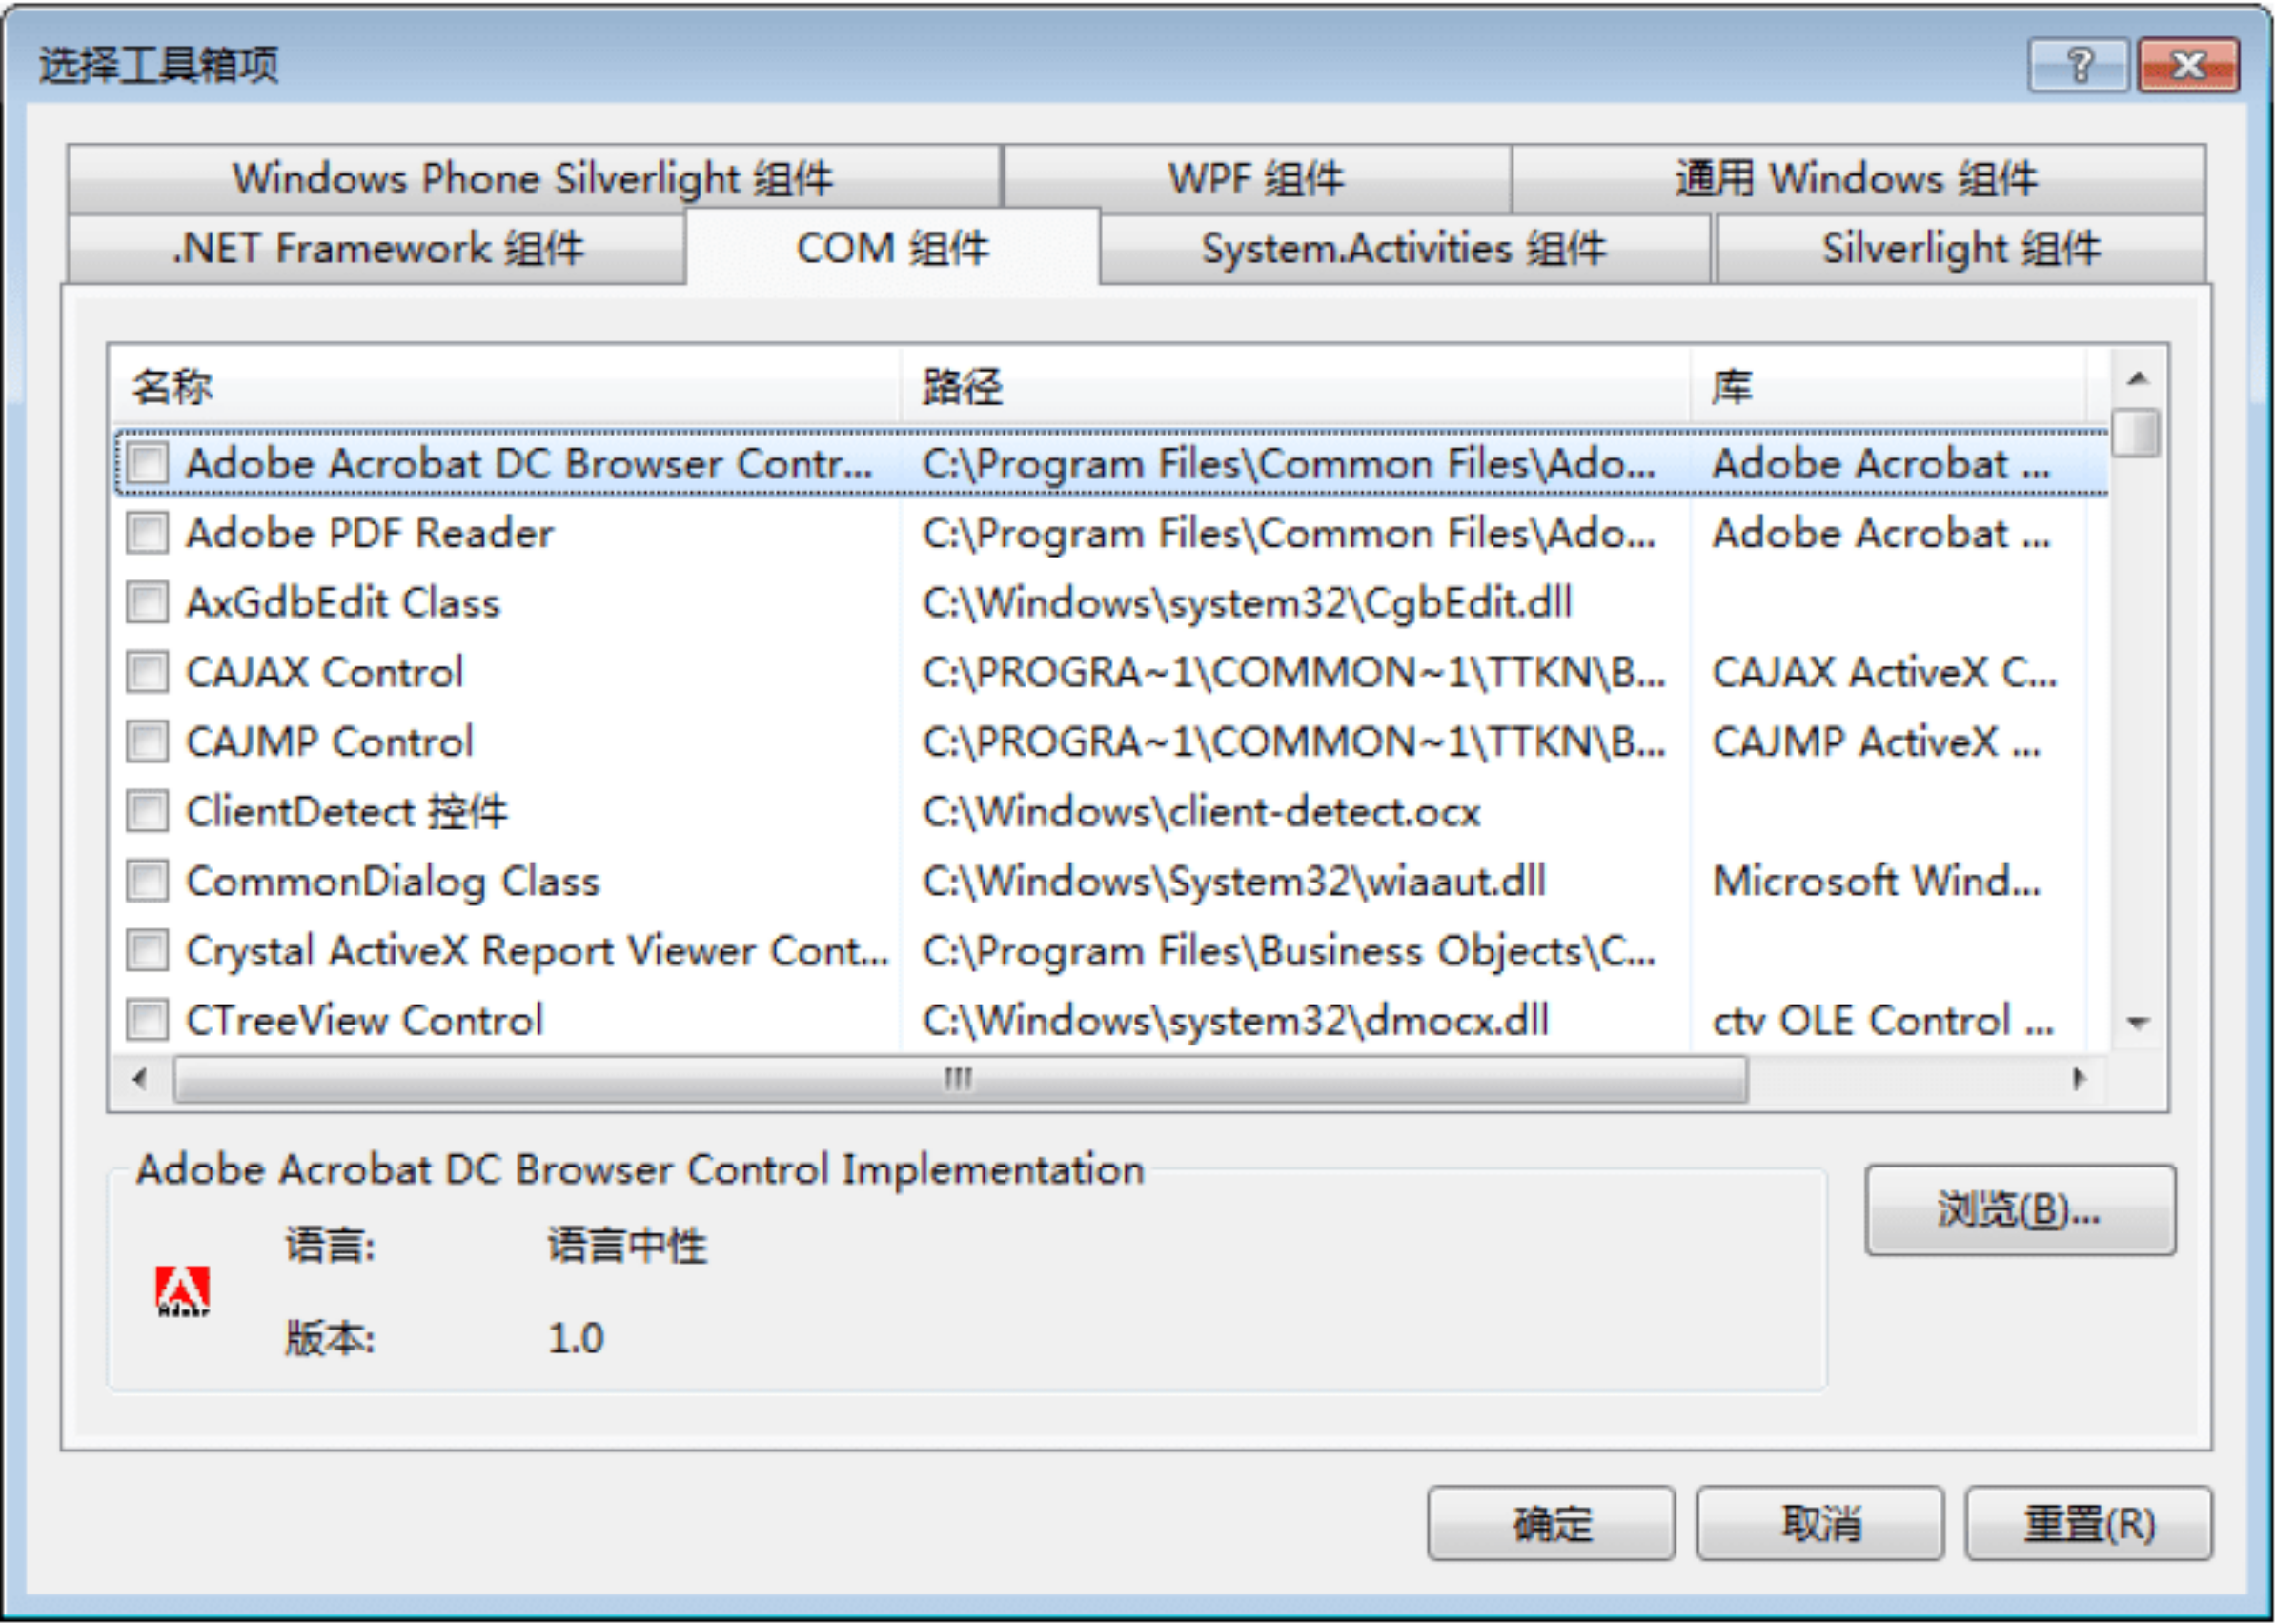 选择工具箱项
Windows Phone Silverlight 组件 WPF 组件 通用 Windows 组件
.NET Framework 组件 COM 组件 System.Activities 组件 Silverlight 组件
名称 路径 库
Adobe Acrobat DC Browser Contr... C:\Program Files\Common Files\Ado... Adobe Acrobat ...
Adobe PDF Reader C:\Program Files\Common Files\Ado... Adobe Acrobat ...
AxGdbEdit Class C:\Windows\system32\CgbEdit.dll
CAJAX Control C:\PROGRA~1\COMMON~1\TTKN\B... CAJAX ActiveX C...
CAJMP Control C:\PROGRA~1\COMMON~1\TTKN\B... CAJMP ActiveX ...
ClientDetect 控件 C:\Windows\client-detect.ocx
CommonDialog Class C:\Windows\System32\wiaaut.dll Microsoft Wind...
Crystal ActiveX Report Viewer Cont... C:\Program Files\Business Objects\C...
CTreeView Control C:\Windows\system32\dmocx.dll ctv OLE Control ...
Adobe Acrobat DC Browser Control Implementation
浏览(B)...
语言: 语言中性
Adobe
版本: 1.0
确定 取消 重置(R)